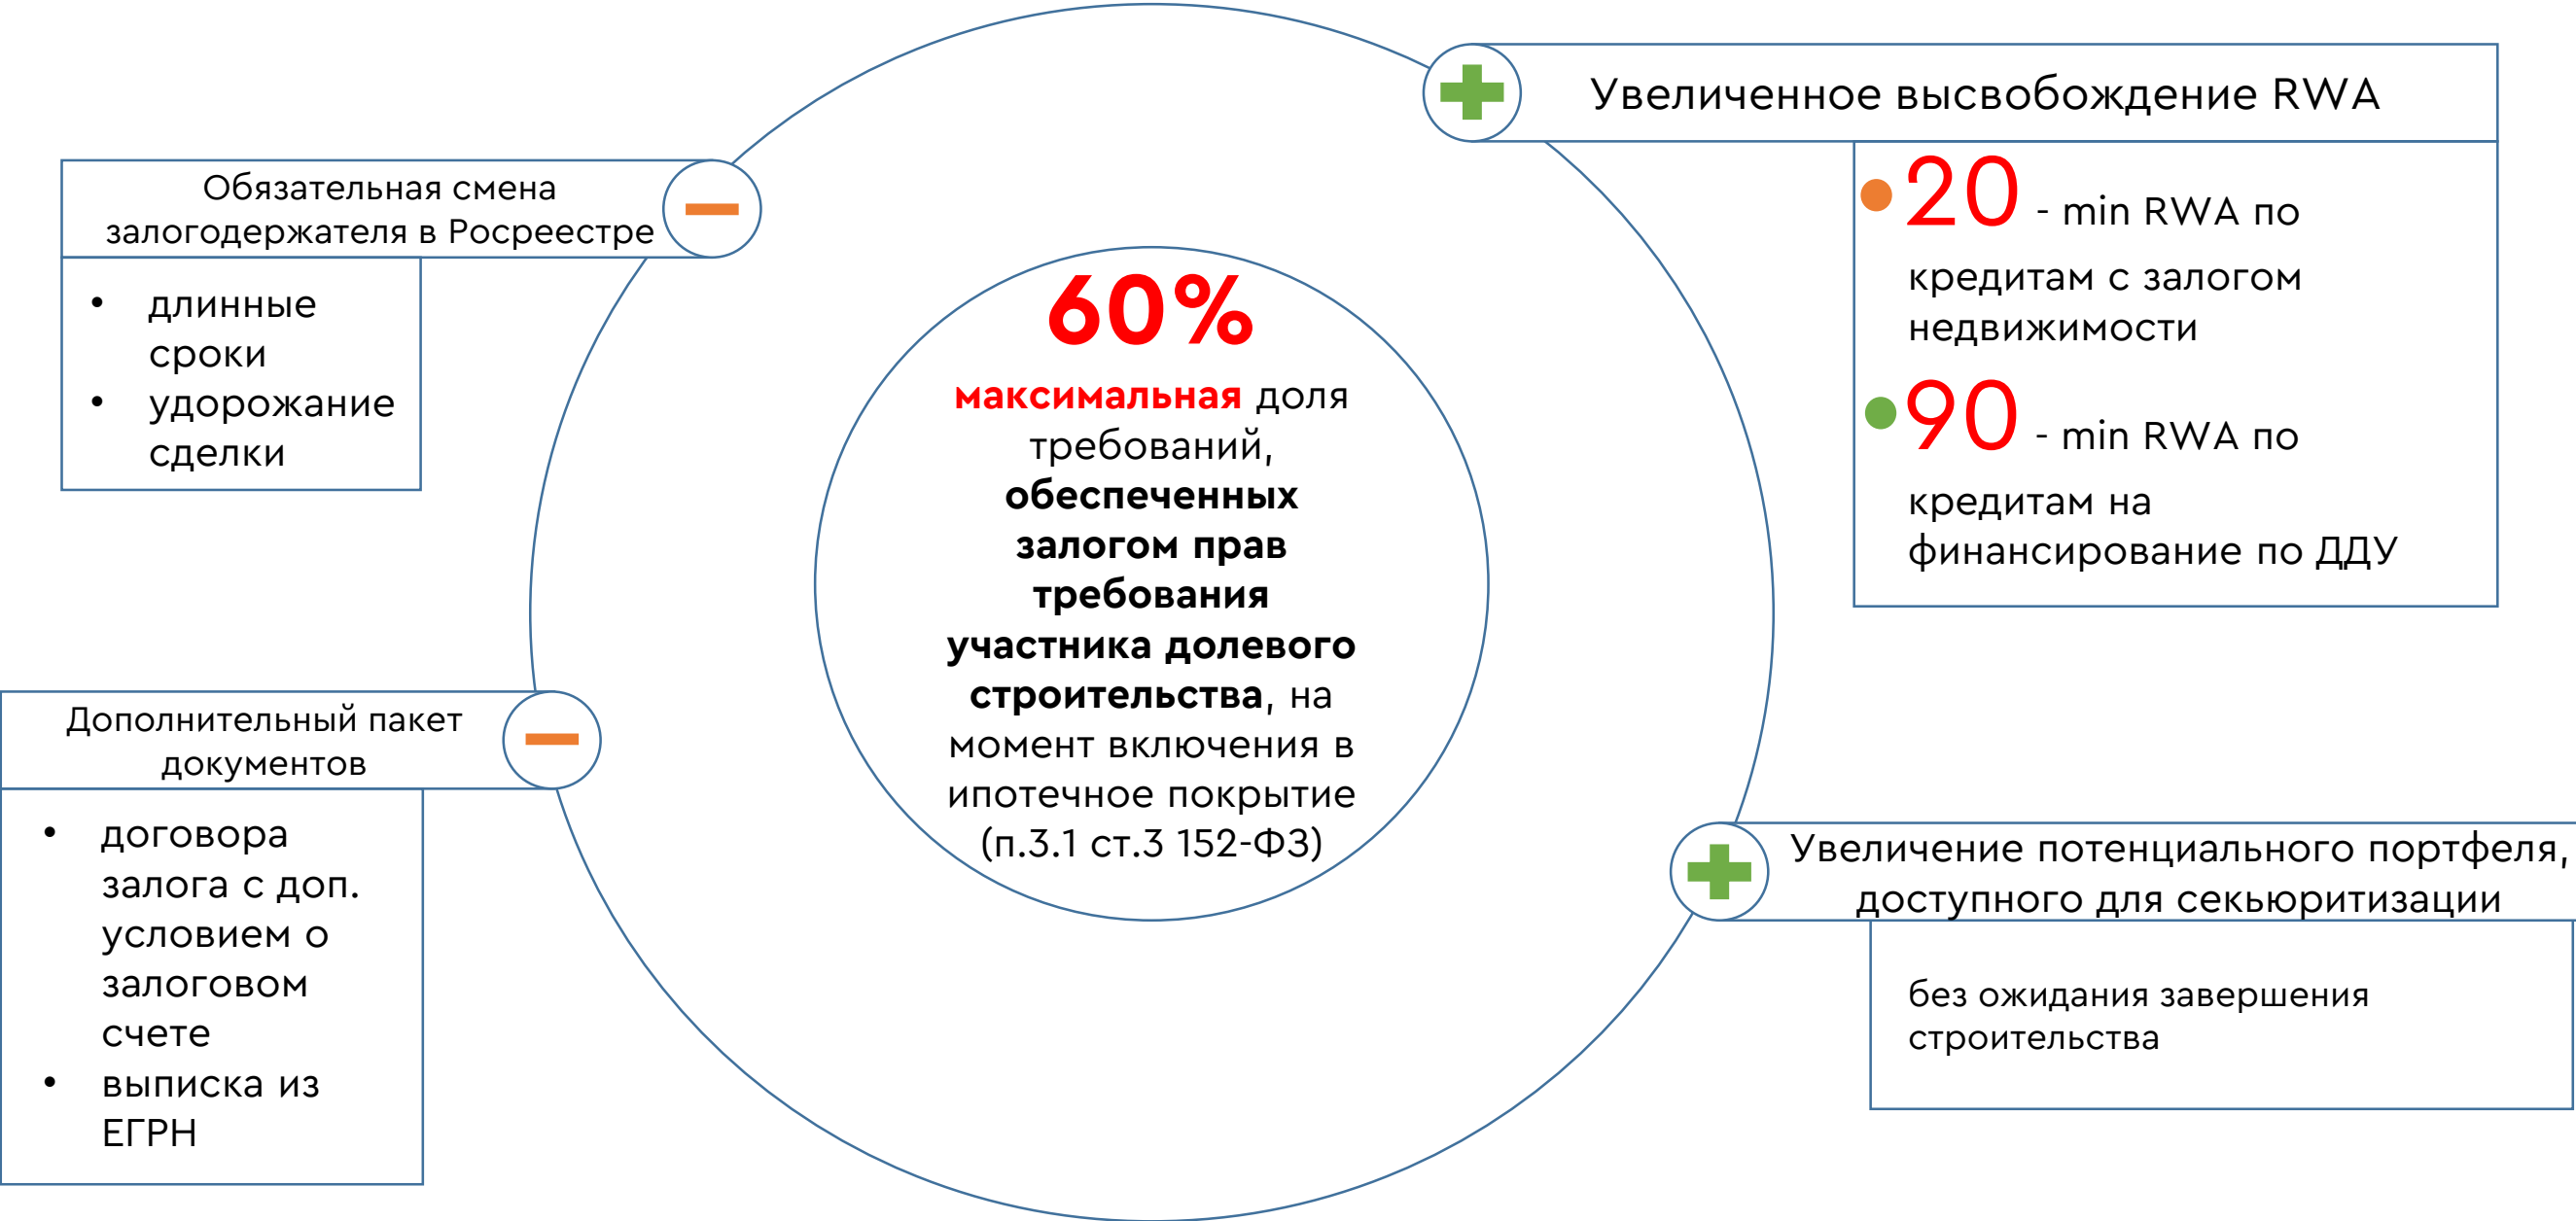 Обязательная смена
залогодержателя в Росреестре
• длинные
сроки
• удорожание
сделки
Дополнительный пакет
документов
• договора
залога с доп.
условием о
залоговом
счете
• выписка из
ЕГРН
60%
максимальная доля
требований,
обеспеченных
залогом прав
требования
участника долевого
строительства, на
момент включения в
ипотечное покрытие
(п.3.1 ст.3 152-ФЗ)
Увеличенное высвобождение RWA
20 - min RWA по
кредитам с залогом
недвижимости
90 - min RWA по
кредитам на
финансирование по ДДУ
Увеличение потенциального портфеля,
доступного для секьюритизации
без ожидания завершения
строительства